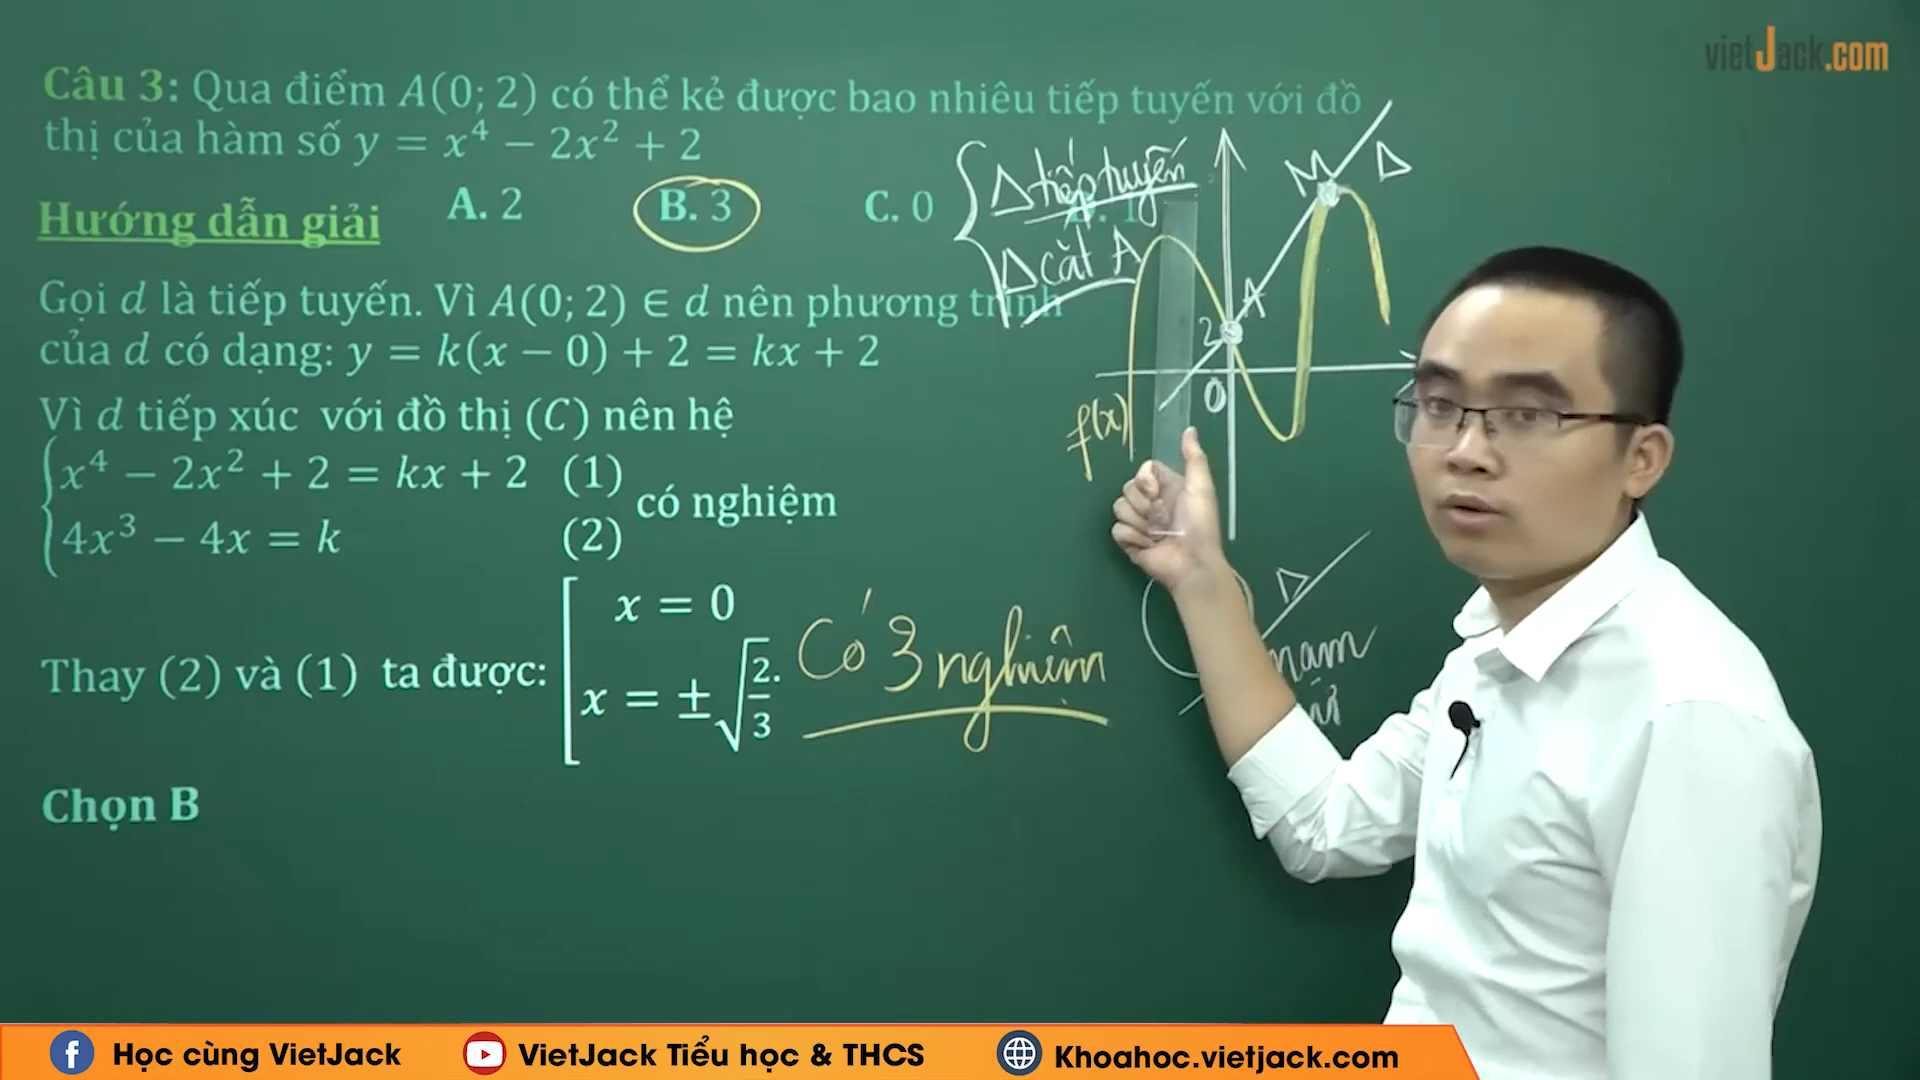 vietJack.com
Câu 3: Qua điểm A(0; 2) có thể kẻ được bao nhiêu tiếp tuyến với đồ
thị của hàm số y = x⁴ − 2x² + 2
A. 2 B. 3 C. 0 1
Hướng dẫn giải
Δ tiếp tuyến
Δ cắt A
M Δ
A
2
0
f(x)
Gọi d là tiếp tuyến. Vì A(0; 2) ∈ d nên phương trình
của d có dạng: y = k(x − 0) + 2 = kx + 2
Vì d tiếp xúc với đồ thị (C) nên hệ
x⁴ − 2x² + 2 = kx + 2 (1)
4x³ − 4x = k (2)
có nghiệm
Thay (2) và (1) ta được:
x = 0
x = ±√(2/3).
Có 3 nghiệm
Δ
Chọn B
Học cùng VietJack
VietJack Tiểu học & THCS
Khoahoc.vietjack.com